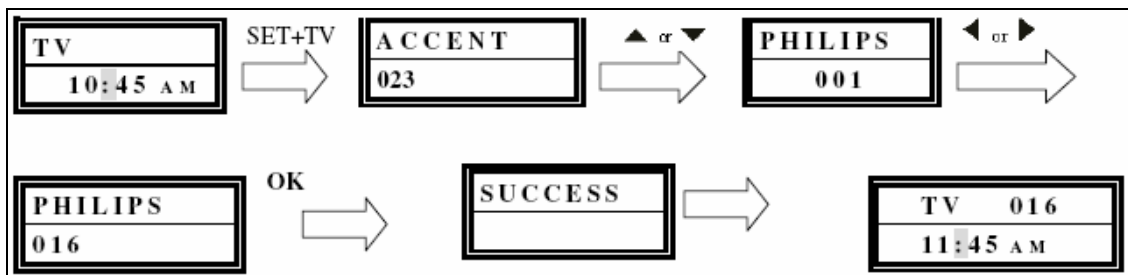 TV
10:45 AM
SET+TV
ACCENT
023
▲ or ▼
PHILIPS
001
◀ or ▶
PHILIPS
016
OK
SUCCESS
TV 016
11:45 AM